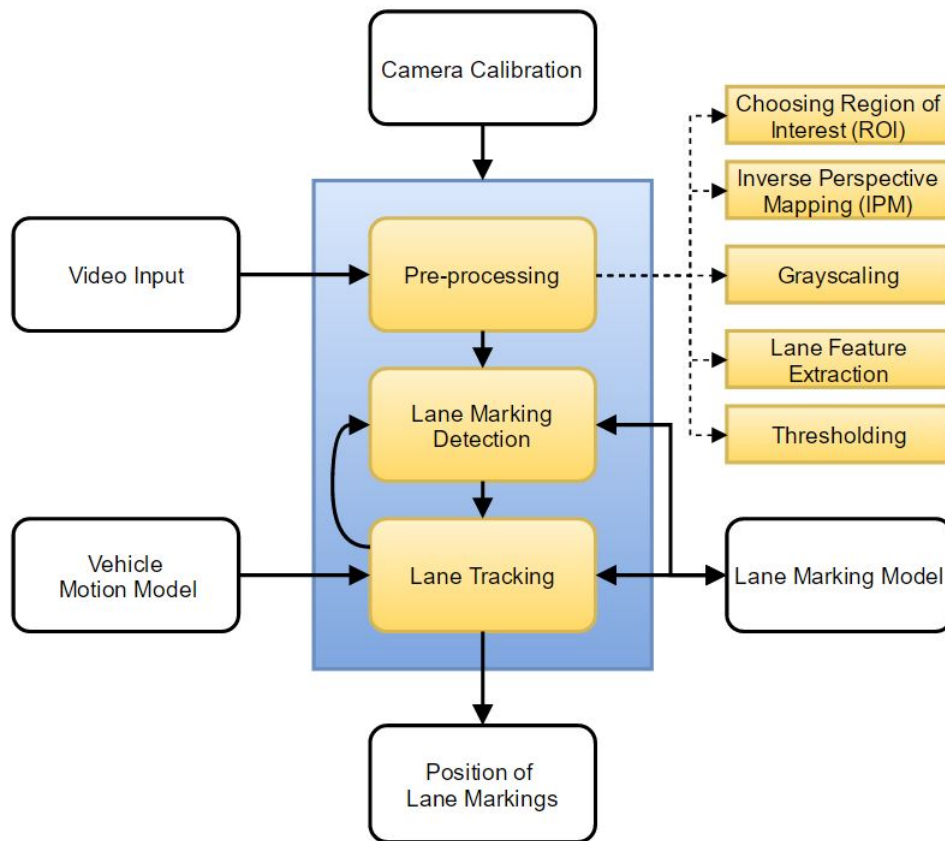 Camera Calibration
Choosing Region of
Interest (ROI)
Inverse Perspective
Mapping (IPM)
Video Input
Pre-processing
Grayscaling
Lane Feature
Extraction
Lane Marking
Detection
Thresholding
Vehicle
Motion Model
Lane Tracking
Lane Marking Model
Position of
Lane Markings